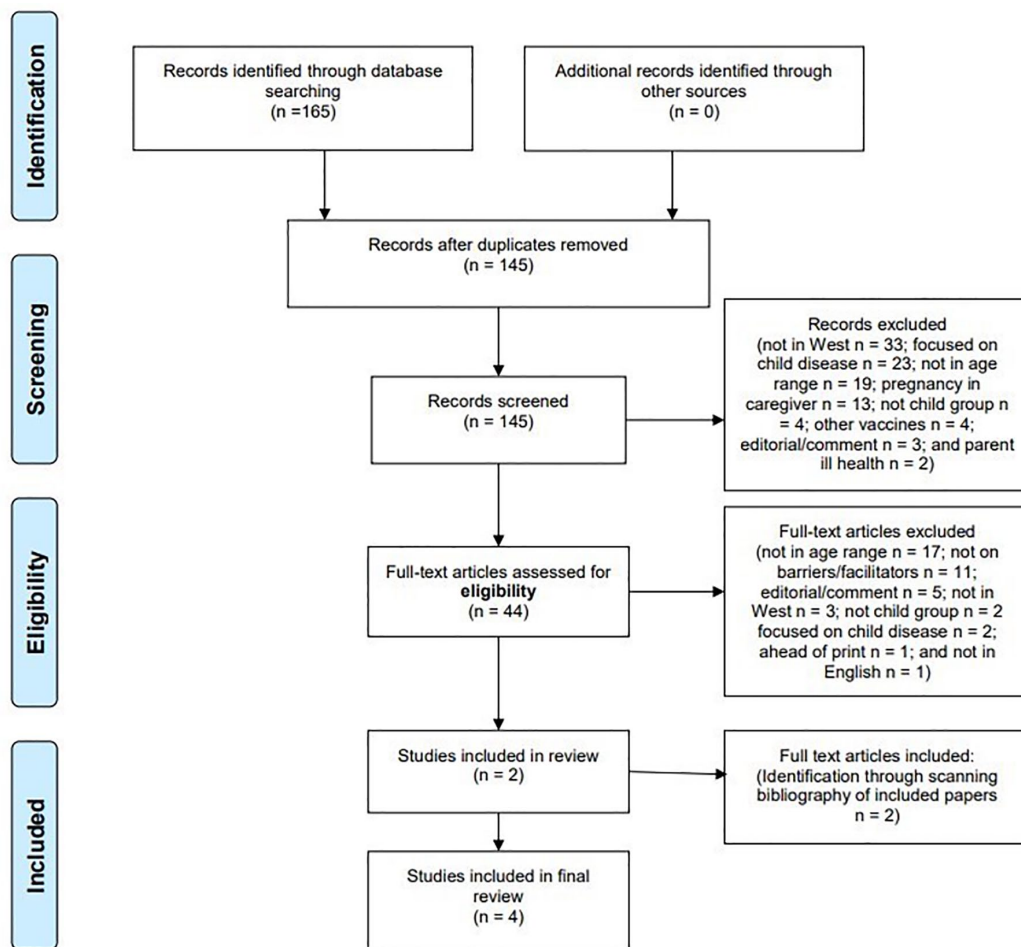 Identification
Records identified through database
searching
(n =165)
Additional records identified through
other sources
(n = 0)
Records after duplicates removed
(n = 145)
Screening
Records screened
(n = 145)
Records excluded
(not in West n = 33; focused on
child disease n = 23; not in age
range n = 19; pregnancy in
caregiver n = 13; not child group n
= 4; other vaccines n = 4;
editorial/comment n = 3; and parent
ill health n = 2)
Eligibility
Full-text articles assessed for
eligibility
(n = 44)
Full-text articles excluded
(not in age range n = 17; not on
barriers/facilitators n = 11;
editorial/comment n = 5; not in
West n = 3; not child group n = 2
focused on child disease n = 2;
ahead of print n = 1; and not in
English n = 1)
Included
Studies included in review
(n = 2)
Full text articles included:
(Identification through scanning
bibliography of included papers
n = 2)
Studies included in final
review
(n = 4)